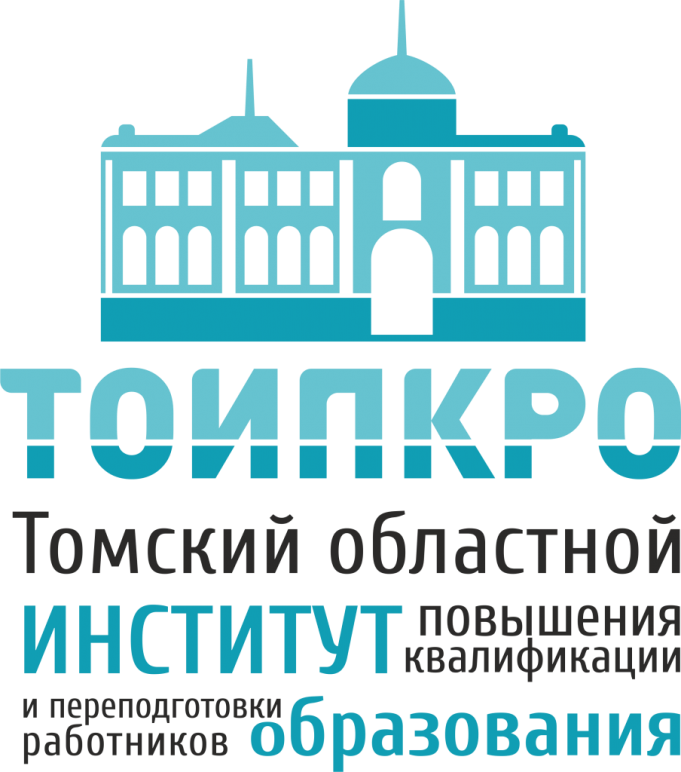 ТОИПКРО
Томский областной
ИНСТИТУТ повышения
квалификации
и переподготовки
работников образования